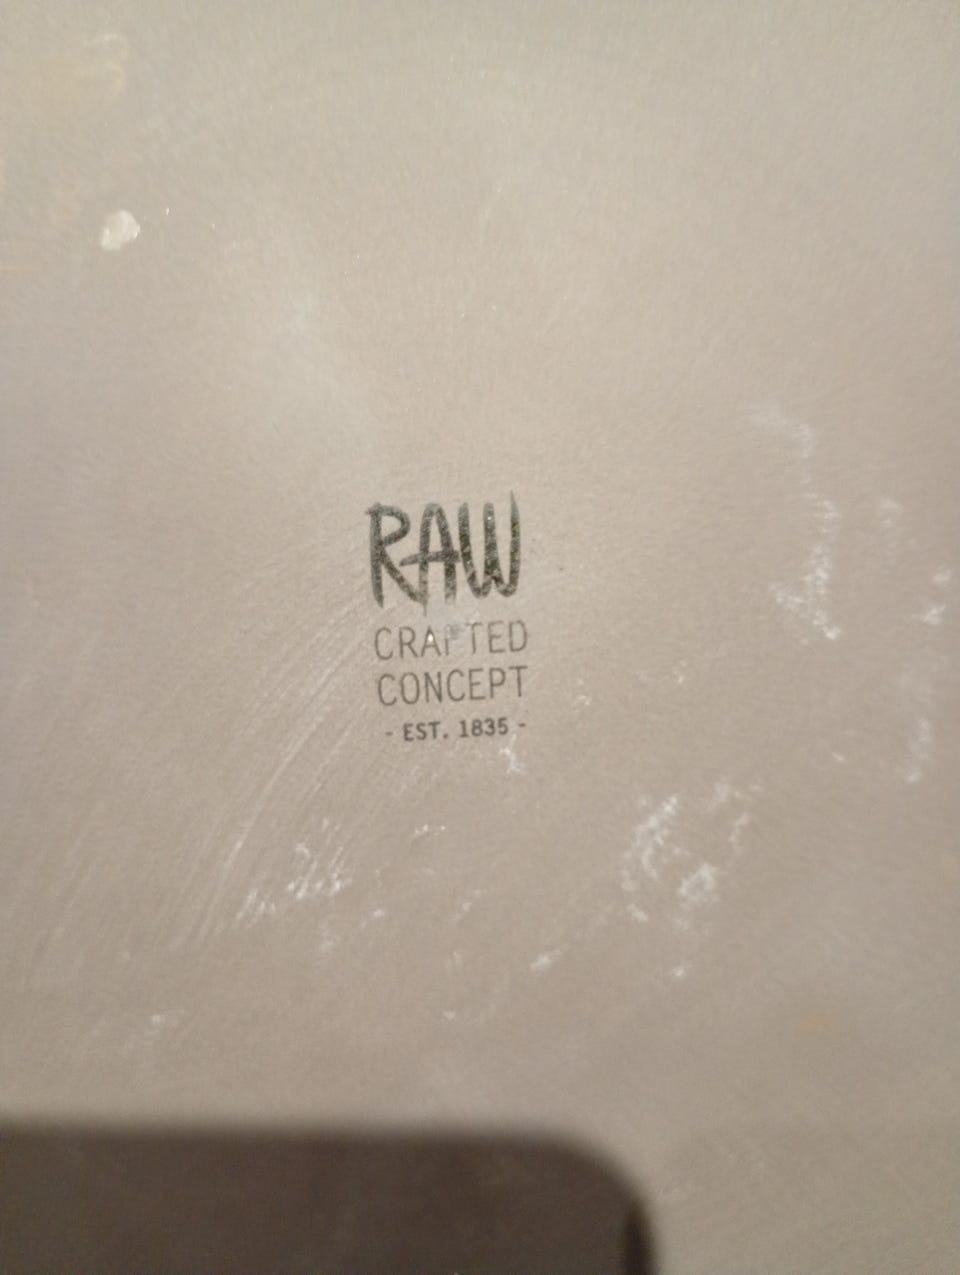 RAW
CRAFTED
CONCEPT
- EST. 1835 -